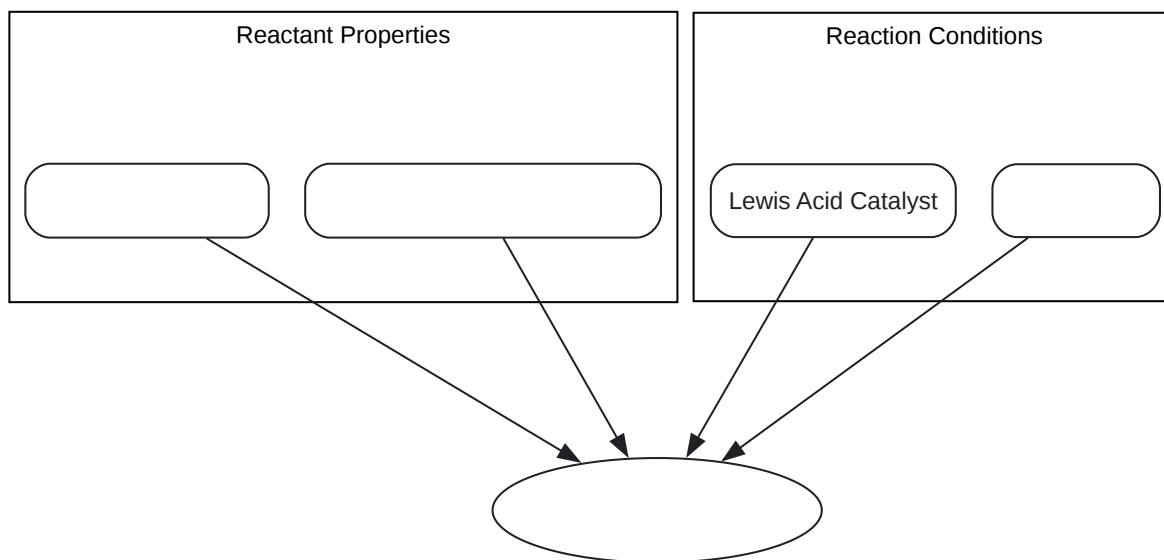 Reactant Properties
Reaction Conditions
Lewis Acid Catalyst